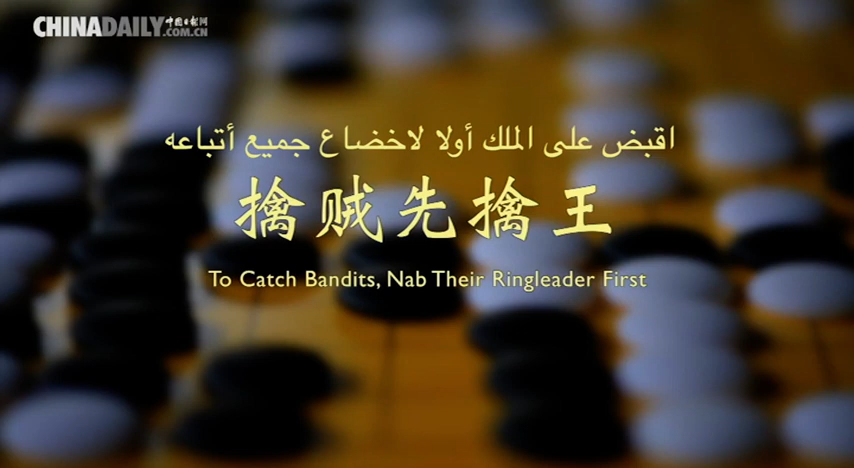 CHINADAILY 中国日报网
.COM.CN
اقبض على الملك أولا لاخضاع جميع أتباعه
擒贼先擒王
To Catch Bandits, Nab Their Ringleader First